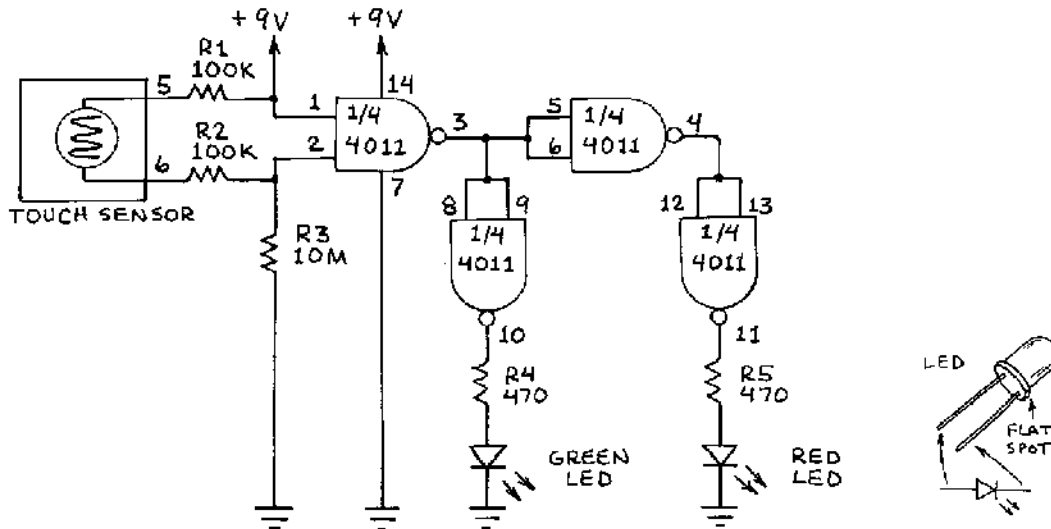 +9V
+9V
R1
100K
5
14
1
1/4
4011
3
5
1/4
4011
4
6
R2
100K
2
6
7
TOUCH SENSOR
8
9
12
13
R3
10M
1/4
4011
1/4
4011
10
11
R4
470
R5
470
LED
FLAT
SPOT
GREEN
LED
RED
LED